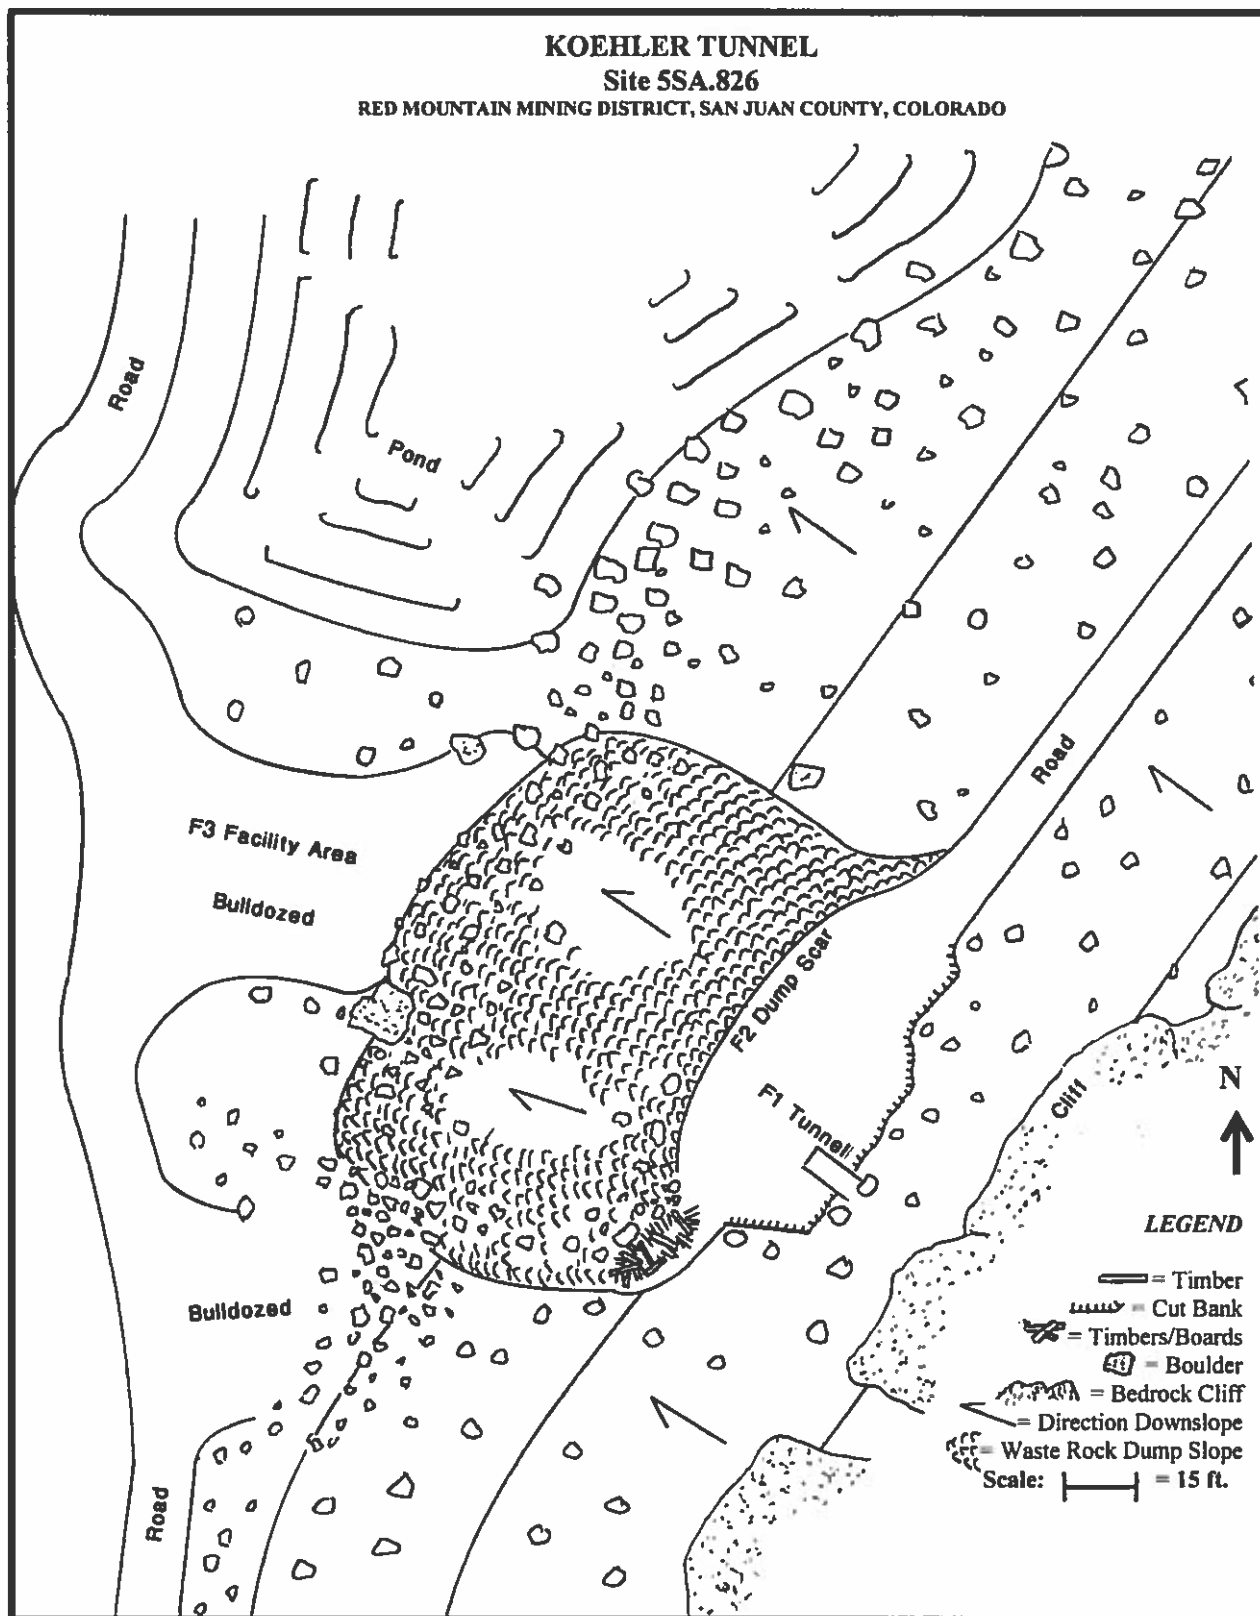 KOEHLER TUNNEL
Site 5SA.826
RED MOUNTAIN MINING DISTRICT, SAN JUAN COUNTY, COLORADO
Road
Pond
Road
F3 Facility Area
Bulldozed
F2 Dump Scar
F1 Tunnel
Cliff
N
LEGEND
= Timber
= Cut Bank
= Timbers/Boards
= Boulder
= Bedrock Cliff
= Direction Downslope
= Waste Rock Dump Slope
Scale: = 15 ft.
Bulldozed
Road